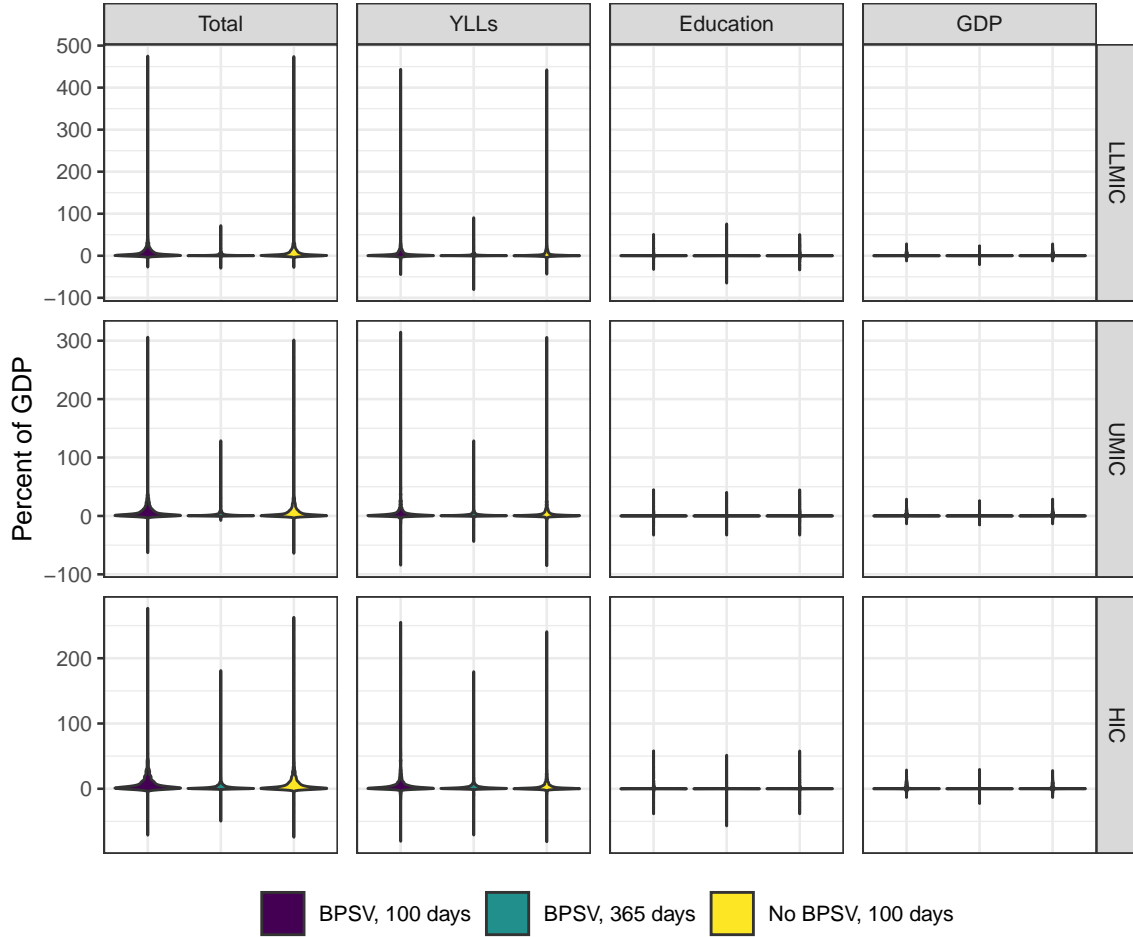 Total YLLs Education GDP
500
400
300
200
100
0
−100
LLMIC
300
200
100
0
−100
UMIC
200
100
0
HIC
Percent of GDP
BPSV, 100 days BPSV, 365 days No BPSV, 100 days